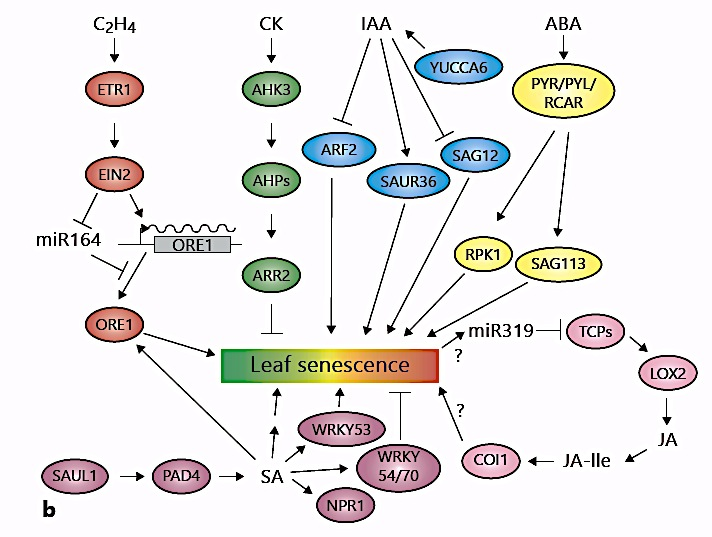 C₂H₄
CK
IAA
ABA
YUCCA6
ETR1
AHK3
PYR/PYL/
RCAR
ARF2
SAG12
EIN2
AHPs
SAUR36
miR164
ORE1
RPK1
SAG113
ARR2
ORE1
miR319
TCPs
?
Leaf senescence
LOX2
?
WRKY53
JA
SAUL1
PAD4
SA
WRKY
54/70
COI1
JA-Ile
NPR1
b